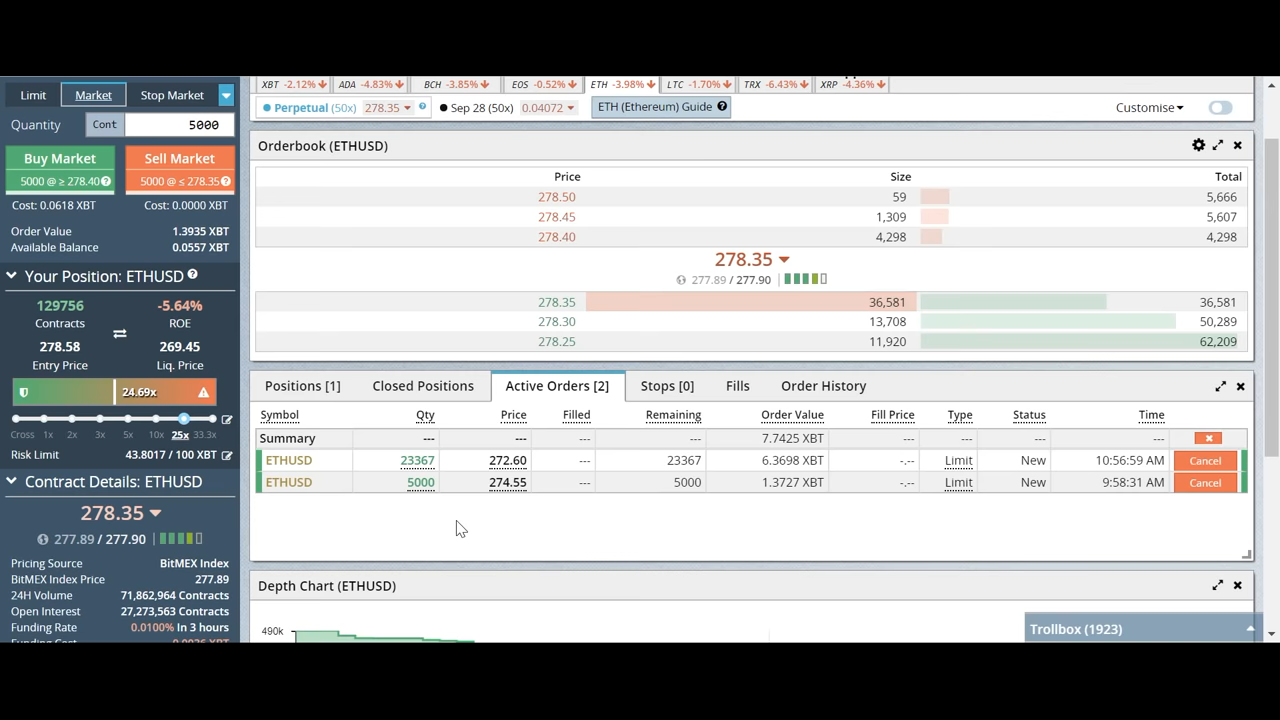 XBT -2.12% ADA -4.83% BCH -3.85% EOS -0.52% ETH -3.98% LTC -1.70% TRX -6.43% XRP -4.36%
Limit Market Stop Market
Perpetual (50x) 278.35 ? Sep 28 (50x) 0.04072 ETH (Ethereum) Guide ? Customise
Quantity Cont 5000
Buy Market Sell Market
5000 @ ≥ 278.40 ? 5000 @ ≤ 278.35 ?
Cost: 0.0618 XBT Cost: 0.0000 XBT
Order Value 1.3935 XBT
Available Balance 0.0557 XBT
Your Position: ETHUSD ?
129756 -5.64%
Contracts ROE
278.58 269.45
Entry Price Liq. Price
24.69x
Cross 1x 2x 3x 5x 10x 25x 33.3x
Risk Limit 43.8017 / 100 XBT
Contract Details: ETHUSD
278.35
277.89 / 277.90
Pricing Source BitMEX Index
BitMEX Index Price 277.89
24H Volume 71,862,964 Contracts
Open Interest 27,273,563 Contracts
Funding Rate 0.0100% In 3 hours
Orderbook (ETHUSD)
Price Size Total
278.50 59 5,666
278.45 1,309 5,607
278.40 4,298 4,298
278.35
277.89 / 277.90
278.35 36,581 36,581
278.30 13,708 50,289
278.25 11,920 62,209
Positions [1] Closed Positions Active Orders [2] Stops [0] Fills Order History
Symbol Qty Price Filled Remaining Order Value Fill Price Type Status Time
Summary --- --- --- --- 7.7425 XBT --- --- --- ---
ETHUSD 23367 272.60 --- 23367 6.3698 XBT -.-- Limit New 10:56:59 AM Cancel
ETHUSD 5000 274.55 --- 5000 1.3727 XBT -.-- Limit New 9:58:31 AM Cancel
Depth Chart (ETHUSD)
490k
Trollbox (1923)